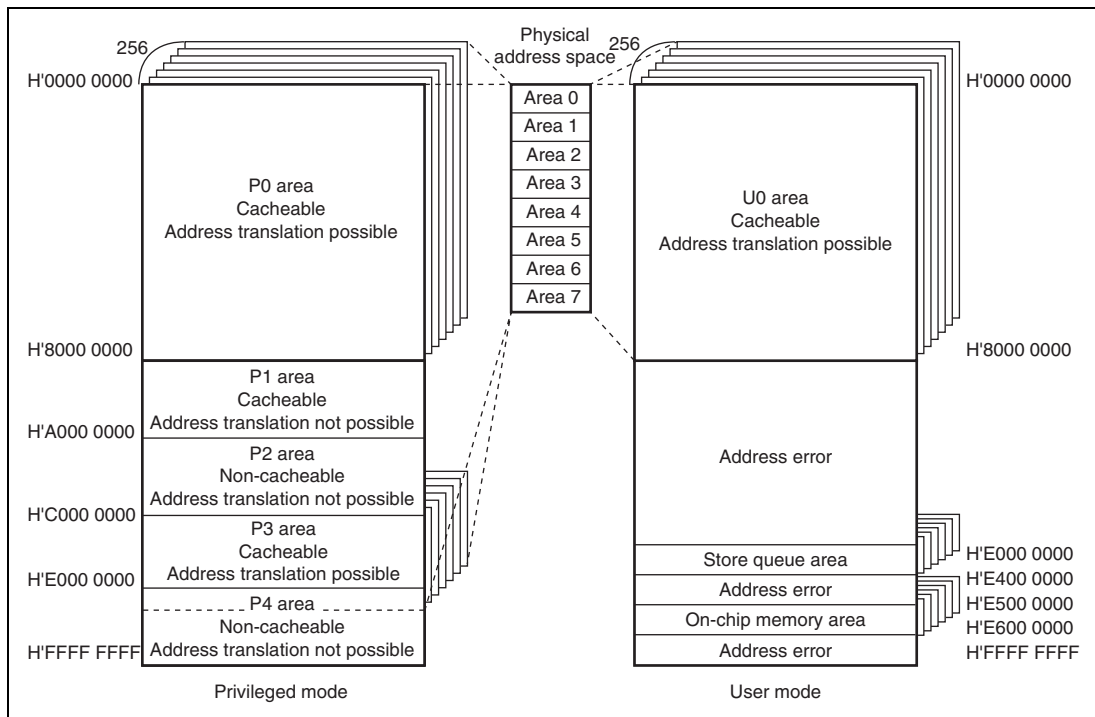 256
H'0000 0000
P0 area
Cacheable
Address translation possible
H'8000 0000
P1 area
Cacheable
Address translation not possible
H'A000 0000
P2 area
Non-cacheable
Address translation not possible
H'C000 0000
P3 area
Cacheable
Address translation possible
H'E000 0000
P4 area
Non-cacheable
Address translation not possible
H'FFFF FFFF
Privileged mode
Physical
address space
Area 0
Area 1
Area 2
Area 3
Area 4
Area 5
Area 6
Area 7
256
H'0000 0000
U0 area
Cacheable
Address translation possible
H'8000 0000
Address error
Store queue area
H'E000 0000
Address error
H'E400 0000
On-chip memory area
H'E500 0000
Address error
H'E600 0000
H'FFFF FFFF
User mode